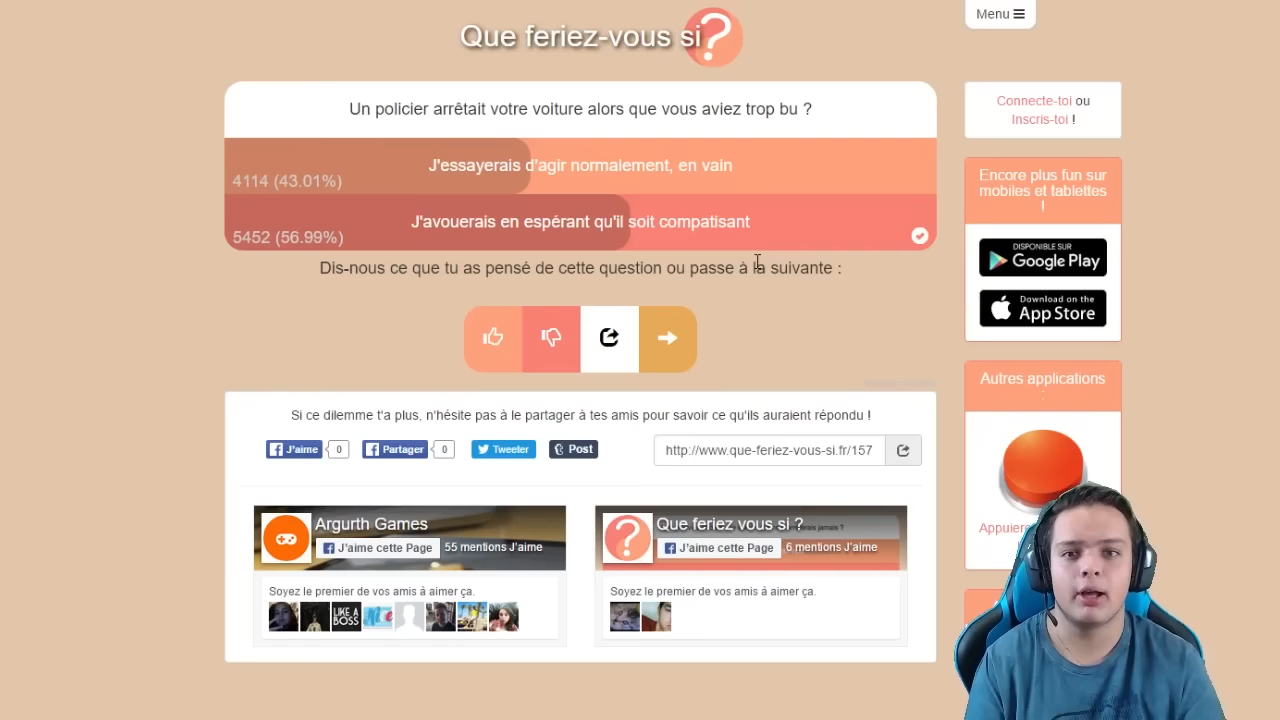 Menu
Que feriez-vous si ?
Un policier arrêtait votre voiture alors que vous aviez trop bu ?
J'essayerais d'agir normalement, en vain
4114 (43.01%)
J'avouerais en espérant qu'il soit compatisant
5452 (56.99%)
Dis-nous ce que tu as pensé de cette question ou passe à la suivante :
Connecte-toi ou
Inscris-toi !
Encore plus fun sur
mobiles et tablettes
!
DISPONIBLE SUR
Google Play
Download on the
App Store
Autres applications
:
Appuiere
Si ce dilemme t'a plus, n'hésite pas à le partager à tes amis pour savoir ce qu'ils auraient répondu !
J'aime 0 Partager 0 Tweeter Post http://www.que-feriez-vous-si.fr/157
Argurth Games
J'aime cette Page 55 mentions J'aime
Soyez le premier de vos amis à aimer ça.
LIKE A
BOSS
Que feriez vous si ?
J'aime cette Page 6 mentions J'aime
Soyez le premier de vos amis à aimer ça.